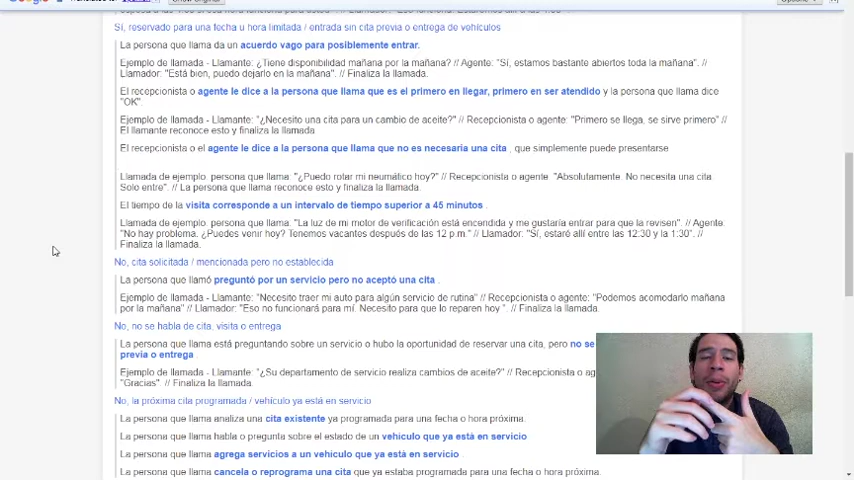 Sí, reservado para una fecha u hora limitada / entrada sin cita previa o entrega de vehículos
La persona que llama da un acuerdo vago para posiblemente entrar.
Ejemplo de llamada - Llamante: ¿Tiene disponibilidad mañana por la mañana? // Agente: "Sí, estamos bastante abiertos toda la mañana". //
Llamador: "Está bien, puedo dejarlo en la mañana". // Finaliza la llamada.
El recepcionista o agente le dice a la persona que llama que es el primero en llegar, primero en ser atendido y la persona que llama dice
"OK".
Ejemplo de llamada - Llamante: "¿Necesito una cita para un cambio de aceite?" // Recepcionista o agente: "Primero se llega, se sirve primero" //
El llamante reconoce esto y finaliza la llamada
El recepcionista o el agente le dice a la persona que llama que no es necesaria una cita , que simplemente puede presentarse
Llamada de ejemplo: persona que llama: "¿Puedo rotar mi neumático hoy?" // Recepcionista o agente: "Absolutamente. No necesita una cita.
Solo entre". // La persona que llama reconoce esto y finaliza la llamada.
El tiempo de la visita corresponde a un intervalo de tiempo superior a 45 minutos .
Llamada de ejemplo: persona que llama: "La luz de mi motor de verificación está encendida y me gustaría entrar para que la revisen". // Agente:
"No hay problema. ¿Puedes venir hoy? Tenemos vacantes después de las 12 p.m." // Llamador: "Sí, estaré allí entre las 12:30 y la 1:30". //
Finaliza la llamada.
No, cita solicitada / mencionada pero no establecida
La persona que llamó preguntó por un servicio pero no aceptó una cita .
Ejemplo de llamada - Llamante: "Necesito traer mi auto para algún servicio de rutina" // Recepcionista o agente: "Podemos acomodarlo mañana
por la mañana" // Llamador: "Eso no funcionará para mí. Necesito para que lo reparen hoy ". // Finaliza la llamada.
No, no se habla de cita, visita o entrega
La persona que llama está preguntando sobre un servicio o hubo la oportunidad de reservar una cita, pero no se
previa o entrega
Ejemplo de llamada - Llamante: "¿Su departamento de servicio realiza cambios de aceite?" // Recepcionista o
"Gracias". // Finaliza la llamada.
No, la próxima cita programada / vehículo ya está en servicio
La persona que llama analiza una cita existente ya programada para una fecha o hora próxima.
La persona que llama habla o pregunta sobre el estado de un vehículo que ya está en servicio
La persona que llama agrega servicios a un vehículo que ya está en servicio .
La persona que llama cancela o reprograma una cita que ya estaba programada para una fecha o hora próxima.